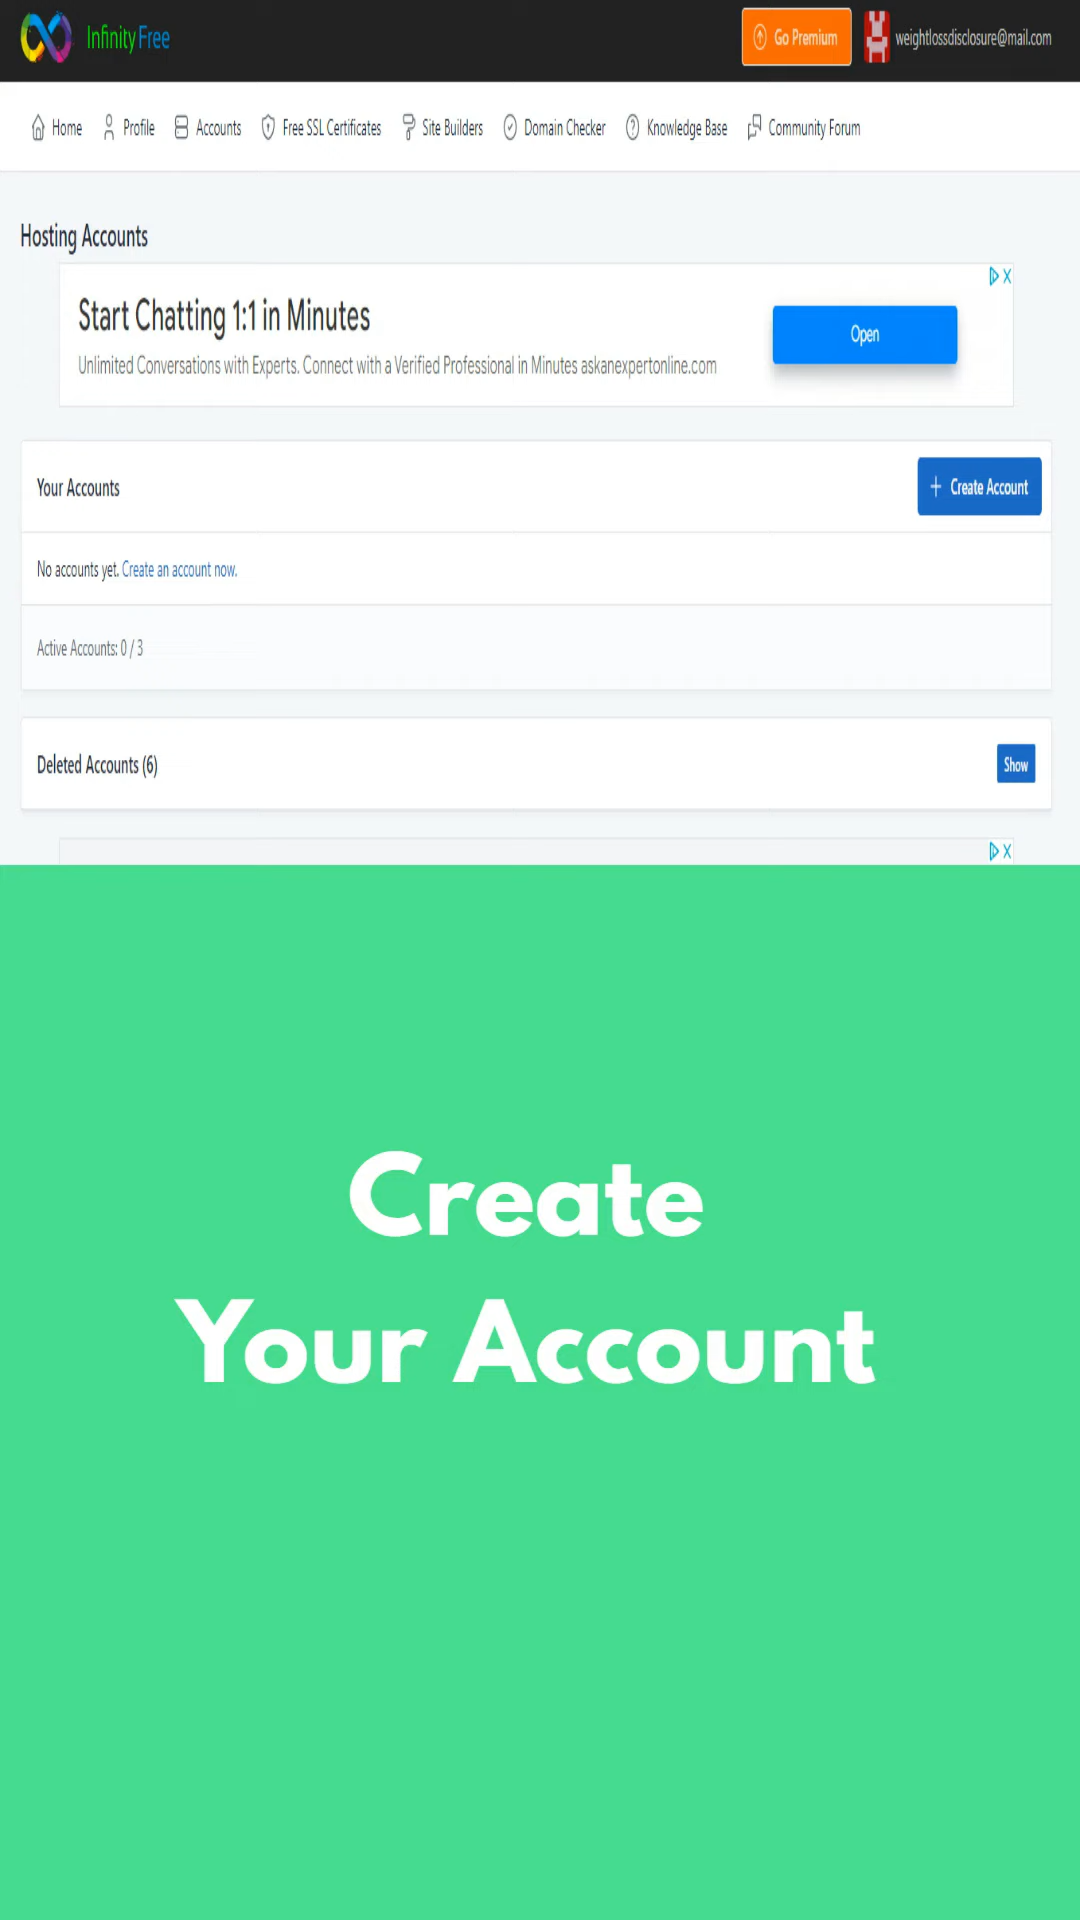 Infinity Free
Go Premium
weightlossdisclosure@mail.com
Home Profile Accounts Free SSL Certificates Site Builders Domain Checker Knowledge Base Community Forum
Hosting Accounts
Start Chatting 1:1 in Minutes
Unlimited Conversations with Experts. Connect with a Verified Professional in Minutes askanexpertonline.com
Open
Your Accounts
+ Create Account
No accounts yet. Create an account now.
Active Accounts: 0 / 3
Deleted Accounts (6)
Show
Create
Your Account